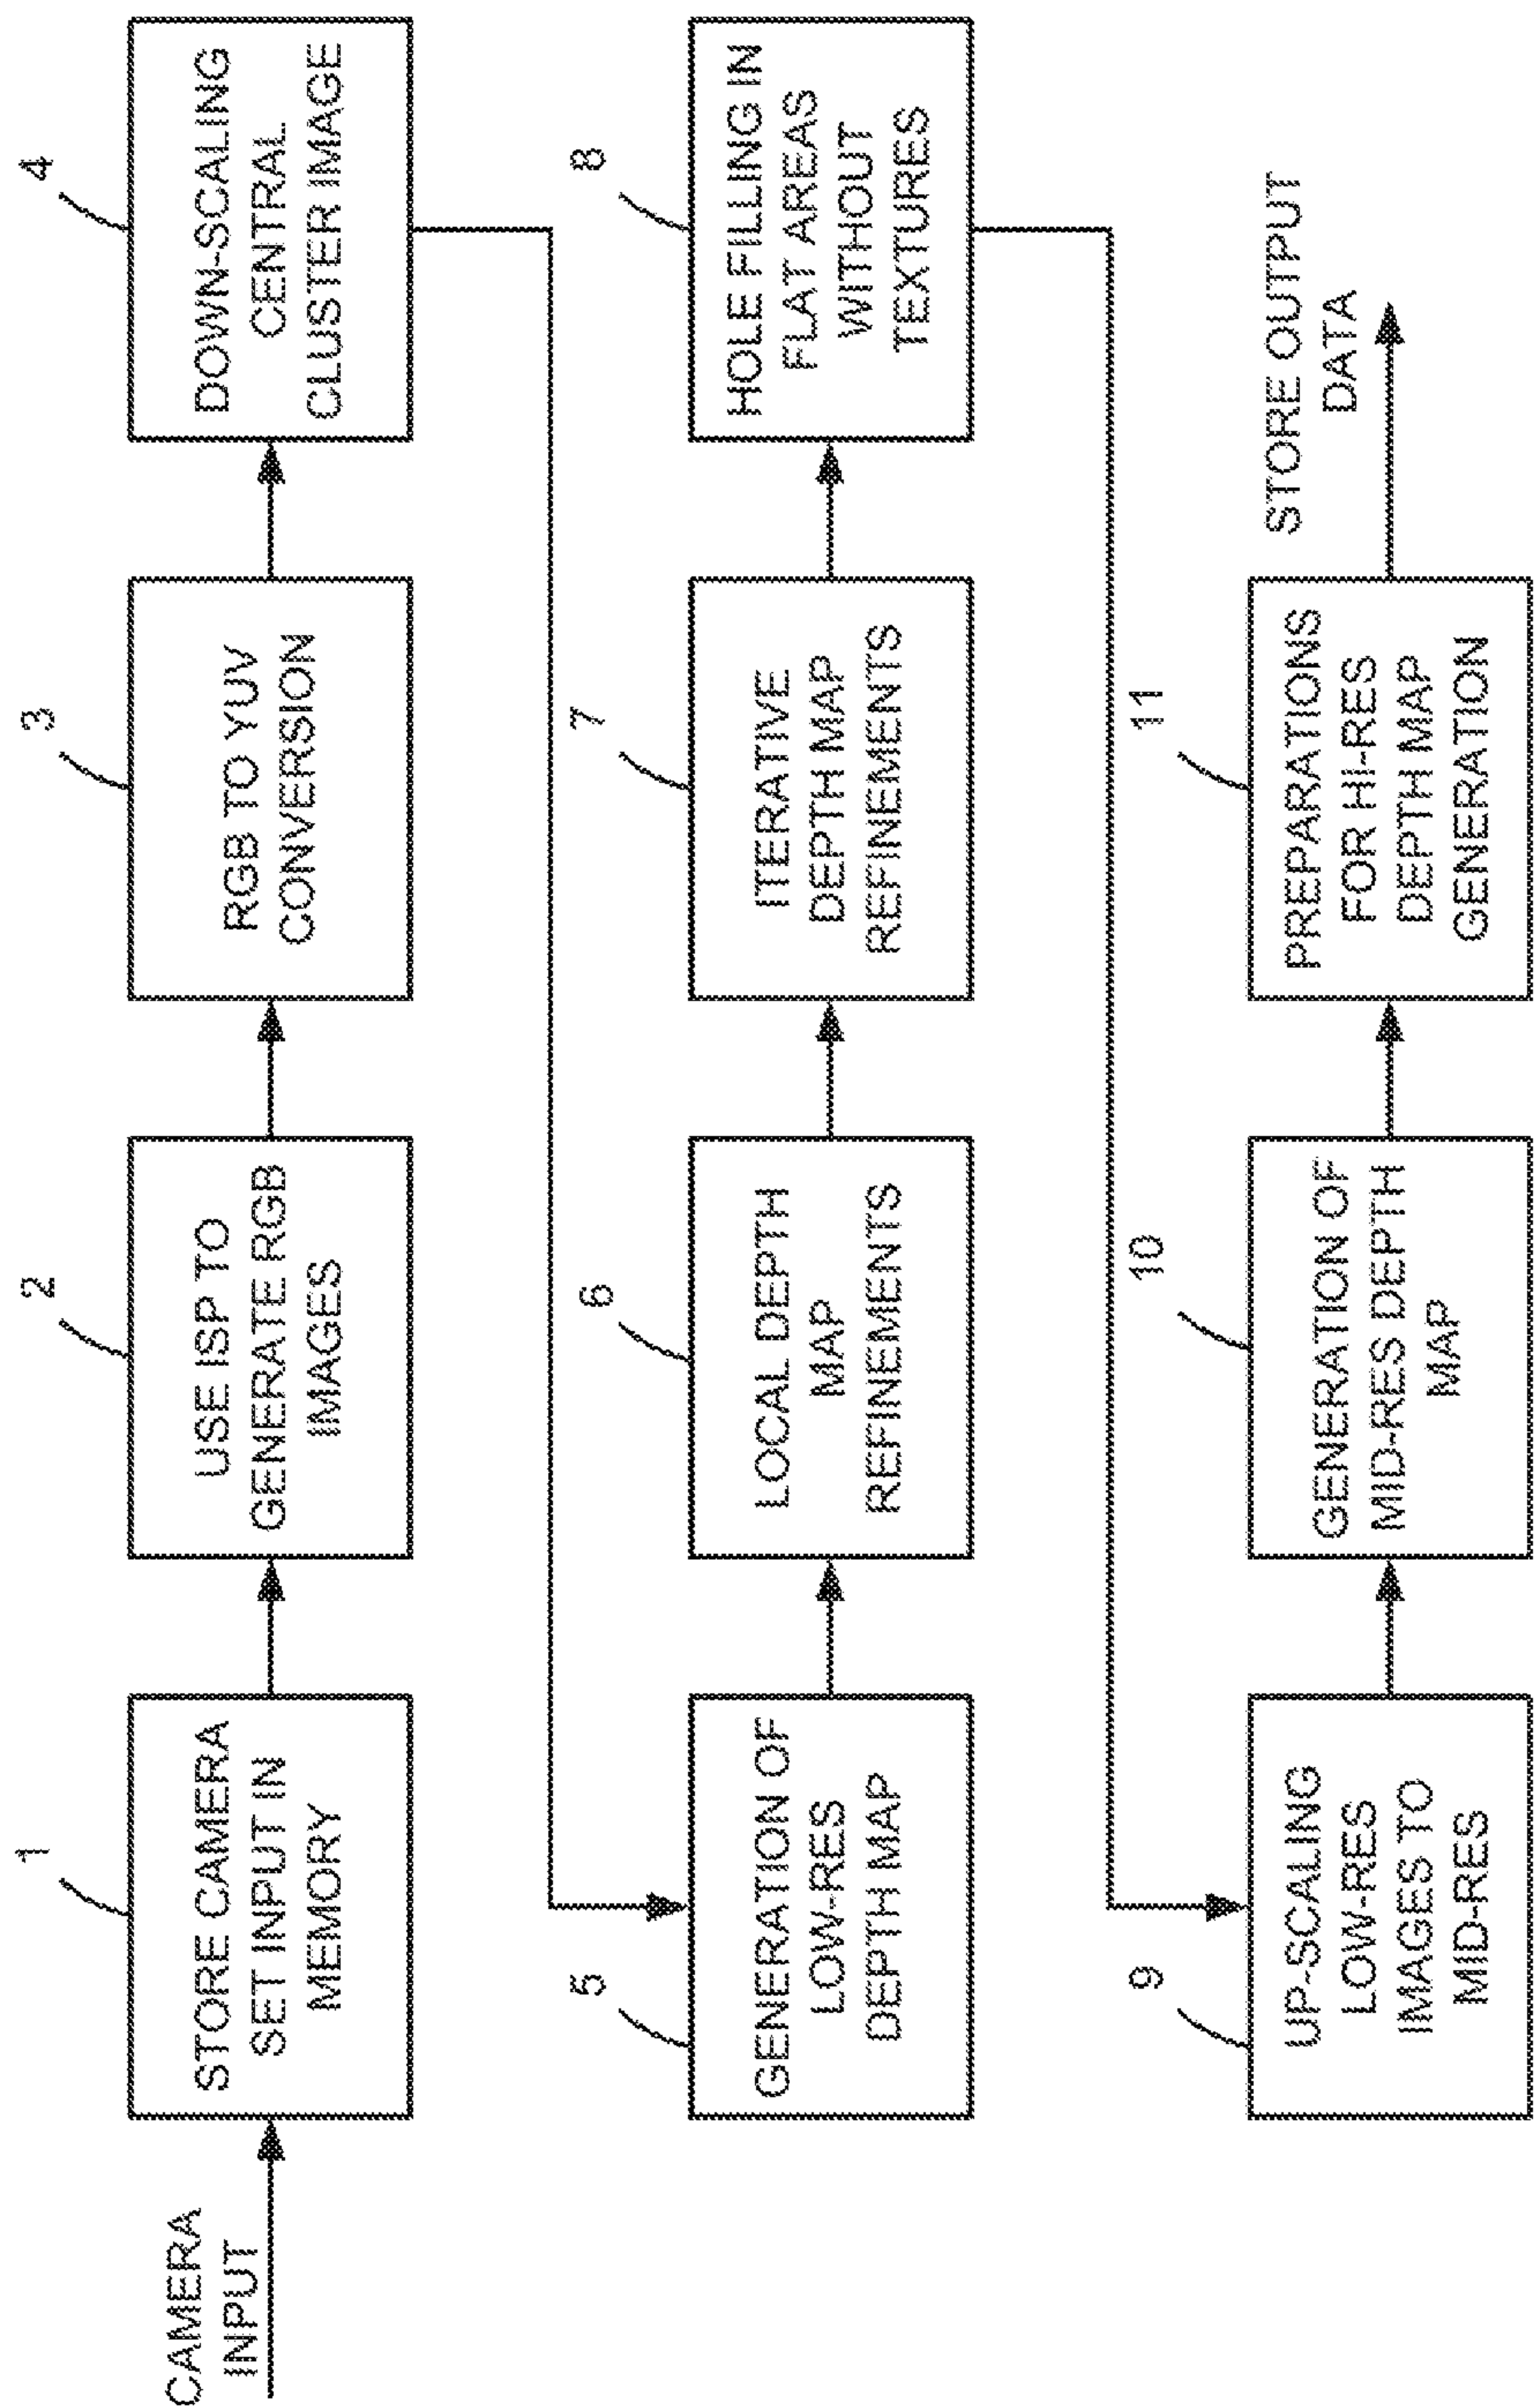 CAMERA
INPUT
1
STORE CAMERA
SET INPUT IN
MEMORY
2
USE ISP TO
GENERATE RGB
IMAGES
3
RGB TO YUV
CONVERSION
4
DOWN-SCALING
CENTRAL
CLUSTER IMAGE
5
GENERATION OF
LOW-RES
DEPTH MAP
6
LOCAL DEPTH
MAP
REFINEMENTS
7
ITERATIVE
DEPTH MAP
REFINEMENTS
8
HOLE FILLING IN
FLAT AREAS
WITHOUT
TEXTURES
9
UP-SCALING
LOW-RES
IMAGES TO
MID-RES
10
GENERATION OF
MID-RES DEPTH
MAP
11
PREPARATIONS
FOR HI-RES
DEPTH MAP
GENERATION
STORE OUTPUT
DATA